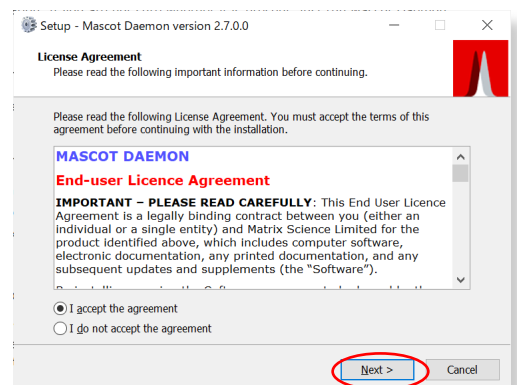 Setup - Mascot Daemon version 2.7.0.0
License Agreement
Please read the following important information before continuing.
Please read the following License Agreement. You must accept the terms of this
agreement before continuing with the installation.
MASCOT DAEMON
End-user Licence Agreement
IMPORTANT – PLEASE READ CAREFULLY: This End User Licence
Agreement is a legally binding contract between you (either an
individual or a single entity) and Matrix Science Limited for the
product identified above, which includes computer software,
electronic documentation, any printed documentation, and any
subsequent updates and supplements (the “Software”).
I accept the agreement
I do not accept the agreement
Next >
Cancel